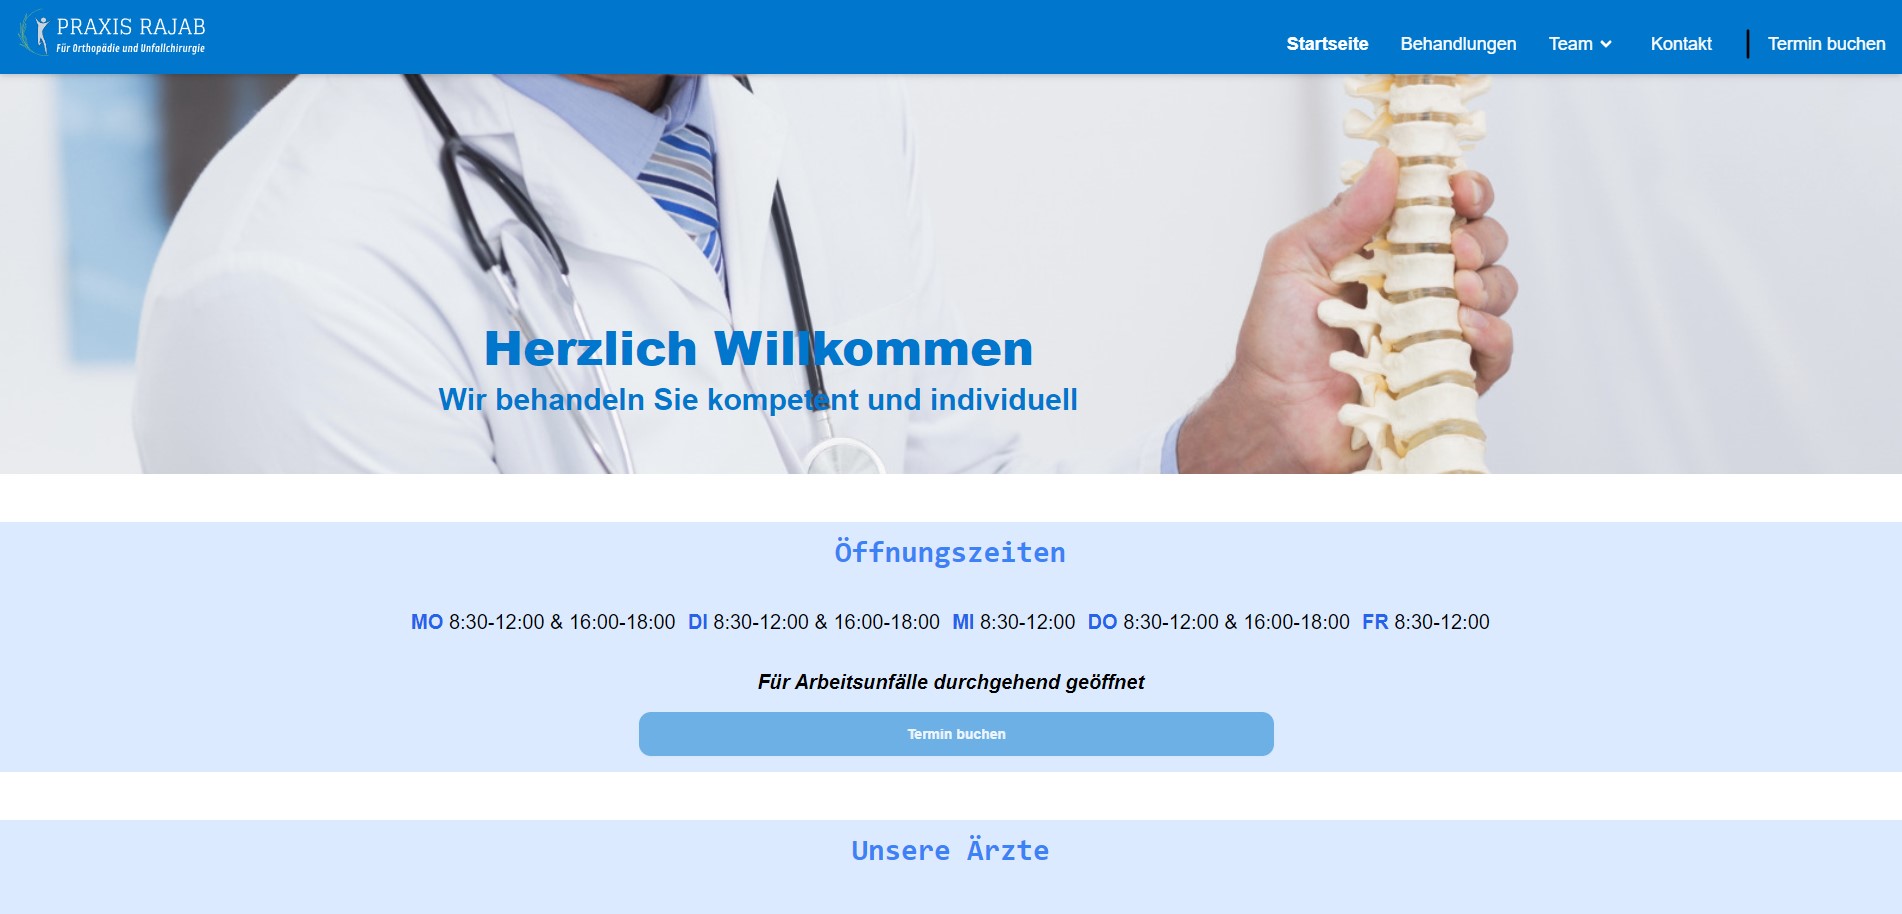 PRAXIS RAJAB
Für Orthopädie und Unfallchirurgie
Startseite Behandlungen Team Kontakt Termin buchen
Herzlich Willkommen
Wir behandeln Sie kompetent und individuell
Öffnungszeiten
MO 8:30-12:00 & 16:00-18:00 DI 8:30-12:00 & 16:00-18:00 MI 8:30-12:00 DO 8:30-12:00 & 16:00-18:00 FR 8:30-12:00
Für Arbeitsunfälle durchgehend geöffnet
Termin buchen
Unsere Ärzte